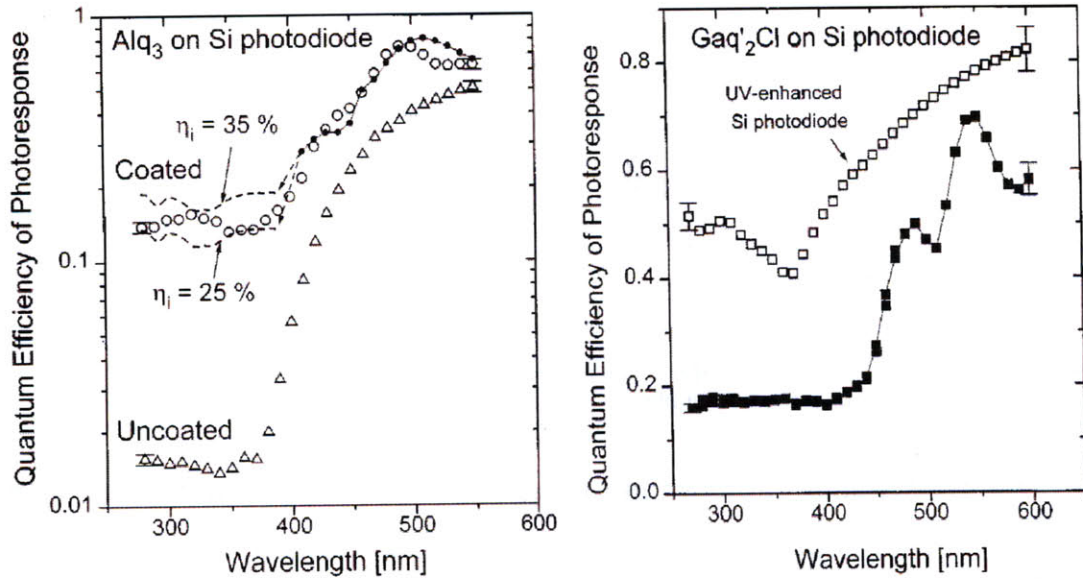 Quantum Efficiency of Photoresponse
1
0.1
0.01
Alq₃ on Si photodiode
ηᵢ = 35 %
Coated
ηᵢ = 25 %
Uncoated
300
400
500
600
Wavelength [nm]
Quantum Efficiency of Photoresponse
0.8
0.6
0.4
0.2
0.0
Gaq'₂Cl on Si photodiode
UV-enhanced
Si photodiode
300
400
500
600
Wavelength [nm]